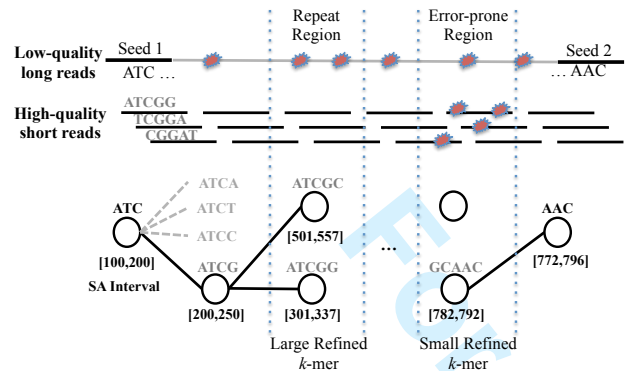 Repeat
Region
Error-prone
Region
Low-quality
long reads
Seed 1
ATC ...
Seed 2
... AAC
High-quality
short reads
ATCGG
TCGGA
CGGAT
ATC
ATCA
ATCT
ATCC
ATCGC
AAC
[100,200]
[501,557]
...
[772,796]
SA Interval
ATCG
ATCGG
GCAAC
[200,250]
[301,337]
[782,792]
Large Refined
k-mer
Small Refined
k-mer
For